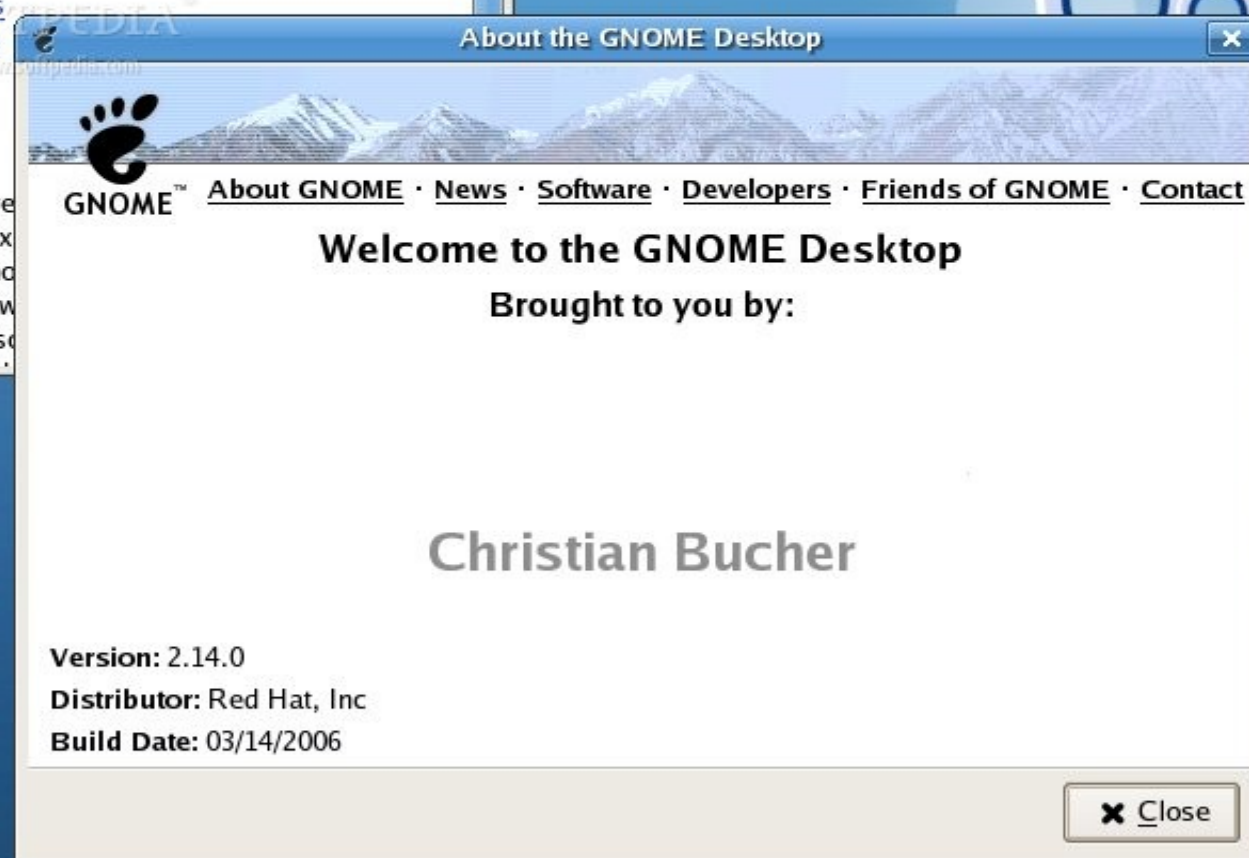 About the GNOME Desktop
GNOME™
About GNOME · News · Software · Developers · Friends of GNOME · Contact
Welcome to the GNOME Desktop
Brought to you by:
Christian Bucher
Version: 2.14.0
Distributor: Red Hat, Inc
Build Date: 03/14/2006
Close